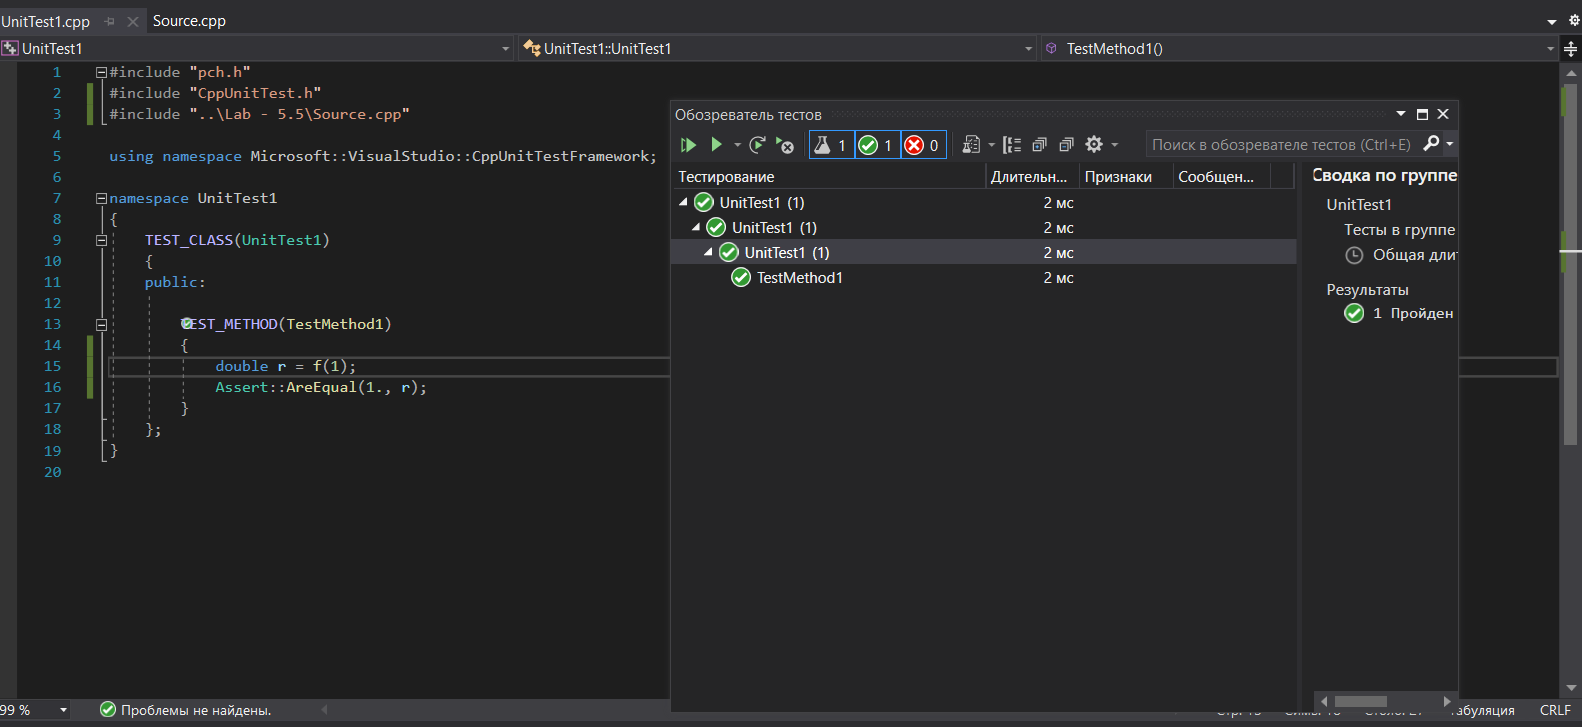 UnitTest1.cpp Source.cpp
UnitTest1 UnitTest1::UnitTest1 TestMethod1()
1 #include "pch.h"
2 #include "CppUnitTest.h"
3 #include "..\Lab - 5.5\Source.cpp"
4
5 using namespace Microsoft::VisualStudio::CppUnitTestFramework;
6
7 namespace UnitTest1
8 {
9 TEST_CLASS(UnitTest1)
10 {
11 public:
12
13 TEST_METHOD(TestMethod1)
14 {
15 double r = f(1);
16 Assert::AreEqual(1., r);
17 }
18 };
19 }
20
Обозреватель тестов
1 1 0 Поиск в обозревателе тестов (Ctrl+E)
Тестирование Длительн... Признаки Сообщен...
UnitTest1 (1) 2 мс
UnitTest1 (1) 2 мс
UnitTest1 (1) 2 мс
TestMethod1 2 мс
Сводка по группе
UnitTest1
Тесты в группе
Общая дли
Результаты
1 Пройден
99 % Проблемы не найдены. абуляция CRLF